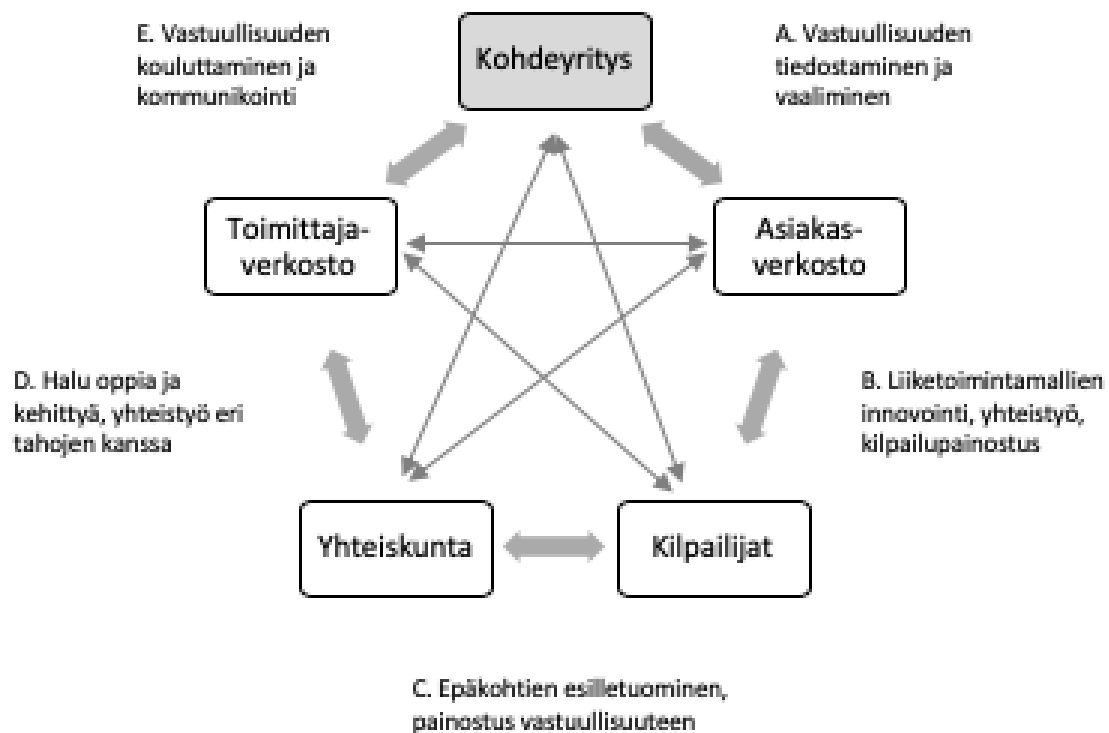 E. Vastuullisuuden
kouluttaminen ja
kommunikointi
Kohdeyritys
A. Vastuullisuuden
tiedostaminen ja
vaaliminen
Toimittaja-
verkosto
Asiakas-
verkosto
D. Halu oppia ja
kehittyä, yhteistyö eri
tahojen kanssa
B. Liiketoimintamallien
innovointi, yhteistyö,
kilpailupainostus
Yhteiskunta
Kilpailijat
C. Epäkohtien esilletuominen,
painostus vastuullisuuteen